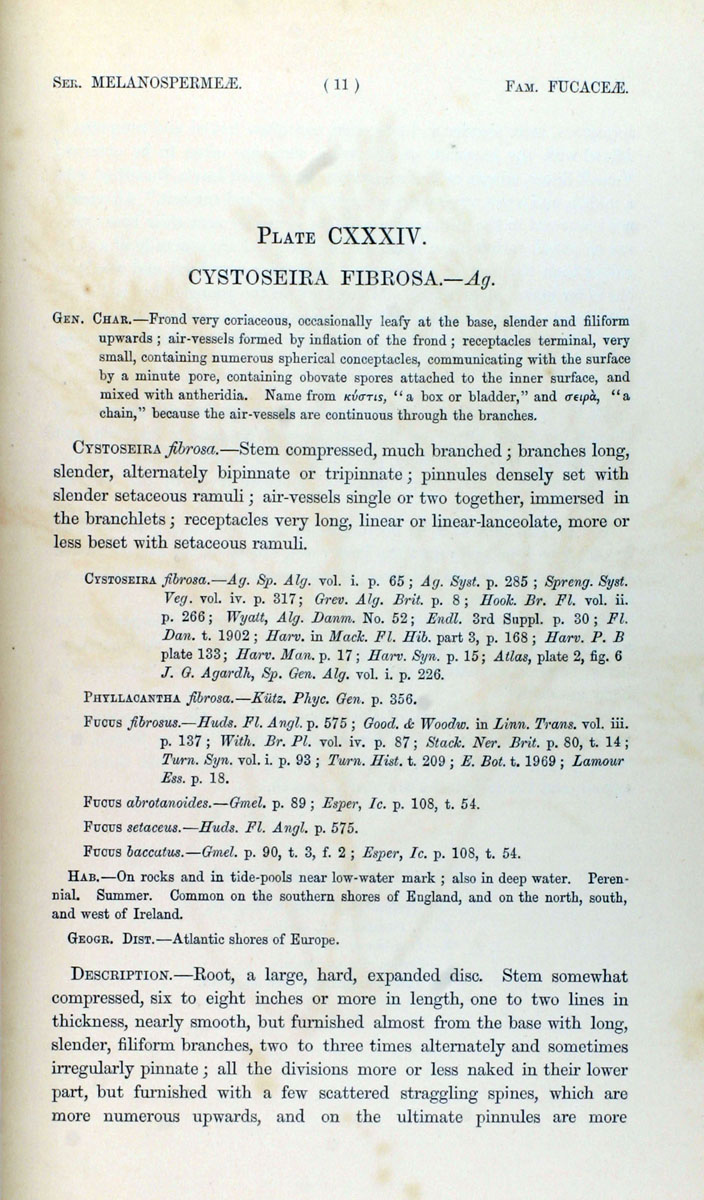 Ser. MELANOSPERMEÆ. ( 11 ) Fam. FUCACEÆ.
Plate CXXXIV.
CYSTOSEIRA FIBROSA.—Ag.
Gen. Char.—Frond very coriaceous, occasionally leafy at the base, slender and filiform
upwards ; air-vessels formed by inflation of the frond ; receptacles terminal, very
small, containing numerous spherical conceptacles, communicating with the surface
by a minute pore, containing obovate spores attached to the inner surface, and
mixed with antheridia. Name from κύστις, “a box or bladder,” and σειρὰ, “a
chain,” because the air-vessels are continuous through the branches.
Cystoseira fibrosa.—Stem compressed, much branched ; branches long,
slender, alternately bipinnate or tripinnate ; pinnules densely set with
slender setaceous ramuli ; air-vessels single or two together, immersed in
the branchlets ; receptacles very long, linear or linear-lanceolate, more or
less beset with setaceous ramuli.
Cystoseira fibrosa.—Ag. Sp. Alg. vol. i. p. 65 ; Ag. Syst. p. 285 ; Spreng. Syst.
Veg. vol. iv. p. 317 ; Grev. Alg. Brit. p. 8 ; Hook. Br. Fl. vol. ii.
p. 266 ; Wyatt, Alg. Danm. No. 52 ; Endl. 3rd Suppl. p. 30 ; Fl.
Dan. t. 1902 ; Harv. in Mack. Fl. Hib. part 3, p. 168 ; Harv. P. B
plate 133 ; Harv. Man. p. 17 ; Harv. Syn. p. 15 ; Atlas, plate 2, fig. 6
J. G. Agardh, Sp. Gen. Alg. vol. i. p. 226.
Phyllacantha fibrosa.—Kütz. Phyc. Gen. p. 356.
Fucus fibrosus.—Huds. Fl. Angl. p. 575 ; Good. & Woodw. in Linn. Trans. vol. iii.
p. 137 ; With. Br. Pl. vol. iv. p. 87 ; Stack. Ner. Brit. p. 80, t. 14 ;
Turn. Syn. vol. i. p. 93 ; Turn. Hist. t. 209 ; E. Bot. t. 1969 ; Lamour
Ess. p. 18.
Fucus abrotanoides.—Gmel. p. 89 ; Esper, Ic. p. 108, t. 54.
Fucus setaceus.—Huds. Fl. Angl. p. 575.
Fucus baccatus.—Gmel. p. 90, t. 3, f. 2 ; Esper, Ic. p. 108, t. 54.
Hab.—On rocks and in tide-pools near low-water mark ; also in deep water. Peren-
nial. Summer. Common on the southern shores of England, and on the north, south,
and west of Ireland.
Geogr. Dist.—Atlantic shores of Europe.
Description.—Root, a large, hard, expanded disc. Stem somewhat
compressed, six to eight inches or more in length, one to two lines in
thickness, nearly smooth, but furnished almost from the base with long,
slender, filiform branches, two to three times alternately and sometimes
irregularly pinnate ; all the divisions more or less naked in their lower
part, but furnished with a few scattered straggling spines, which are
more numerous upwards, and on the ultimate pinnules are more